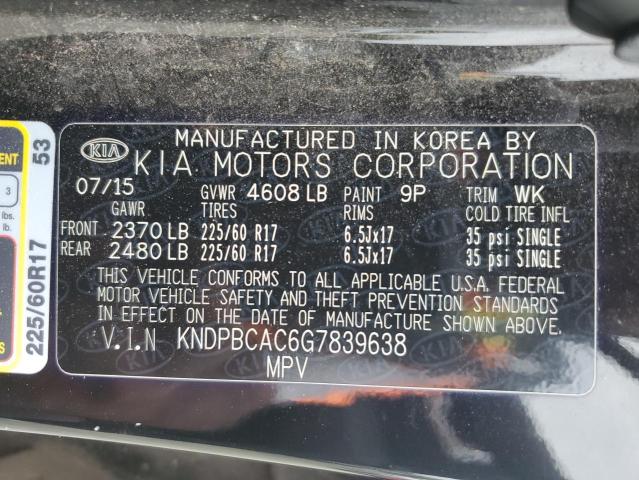 KIA
MANUFACTURED IN KOREA BY
KIA MOTORS CORPORATION
07/15 GVWR 4608 LB PAINT 9P TRIM WK
GAWR TIRES RIMS COLD TIRE INFL
FRONT 2370 LB 225/60 R17 6.5Jx17 35 psi SINGLE
REAR 2480 LB 225/60 R17 6.5Jx17 35 psi SINGLE
THIS VEHICLE CONFORMS TO ALL APPLICABLE U.S.A. FEDERAL
MOTOR VEHICLE SAFETY AND THEFT PREVENTION STANDARDS
IN EFFECT ON THE DATE OF MANUFACTURE SHOWN ABOVE.
V.I.N KNDPBCAC6G7839638
MPV
225/60R17 53
3
lbs.